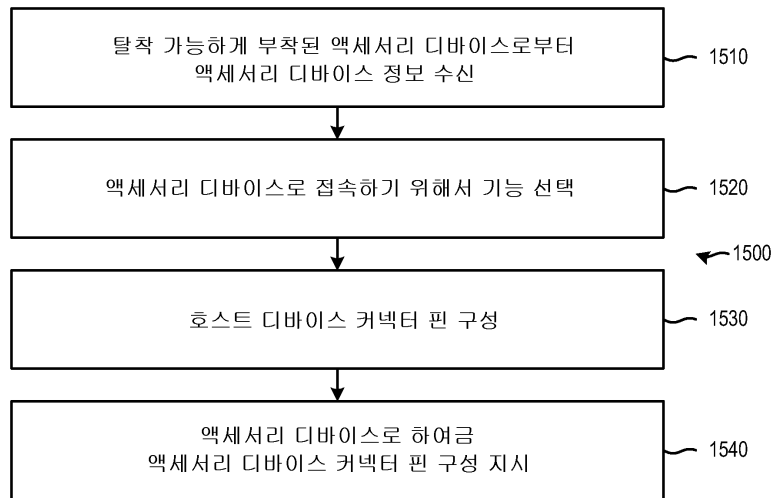 탈착 가능하게 부착된 액세서리 디바이스로부터
액세서리 디바이스 정보 수신
1510
액세서리 디바이스로 접속하기 위해서 기능 선택
1520
1500
호스트 디바이스 커넥터 핀 구성
1530
액세서리 디바이스로 하여금
액세서리 디바이스 커넥터 핀 구성 지시
1540